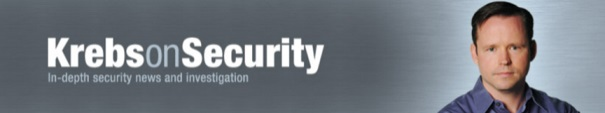 KrebsonSecurity
In-depth security news and investigation